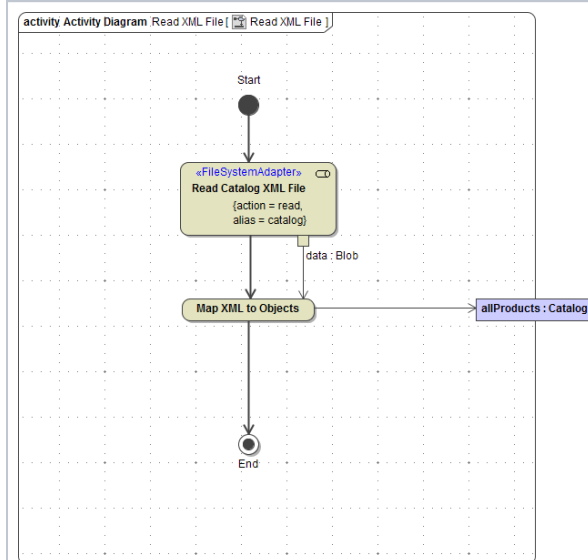 activity Activity Diagram Read XML File [ Read XML File ]
Start
«FileSystemAdapter»
Read Catalog XML File
{action = read,
alias = catalog}
data : Blob
Map XML to Objects
allProducts : Catalog
End